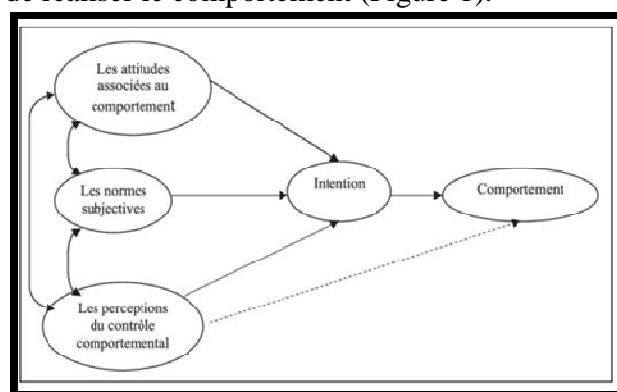 de réaliser le comportement (Figure 1).
Les attitudes
associées au
comportement
Les normes
subjectives
Intention
Comportement
Les perceptions
du contrôle
comportemental